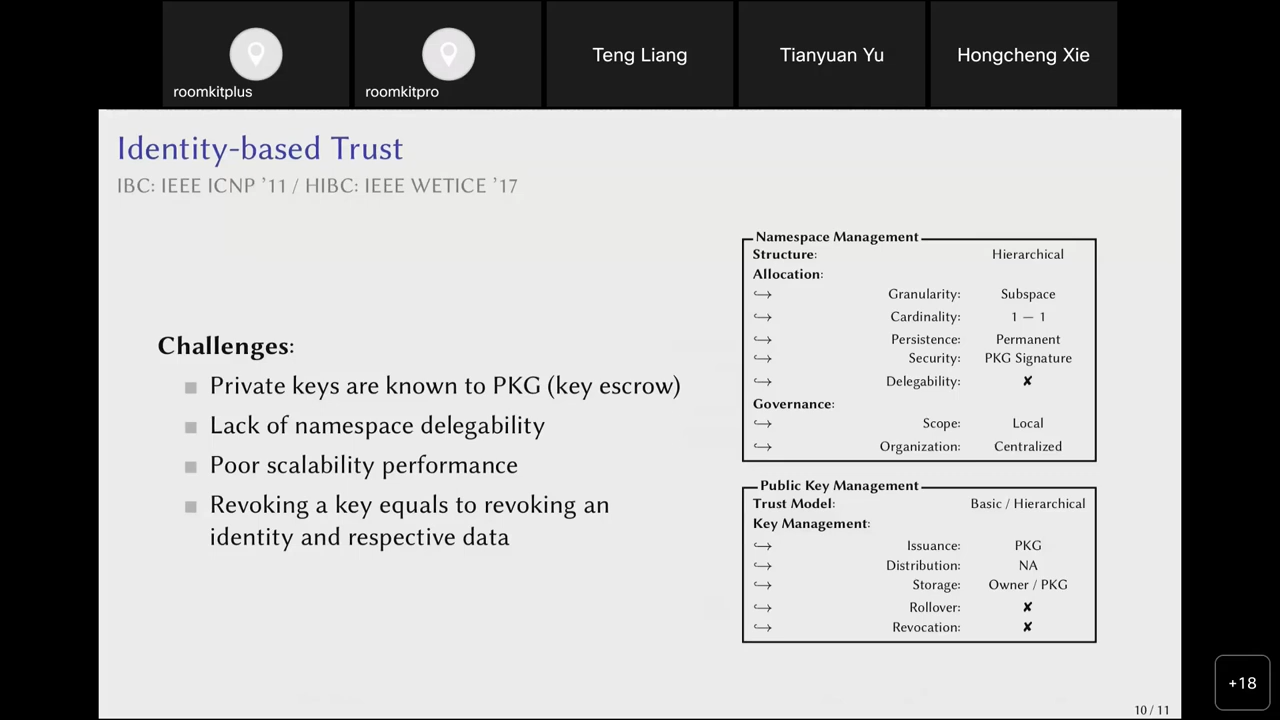 roomkitplus
roomkitpro
Teng Liang
Tianyuan Yu
Hongcheng Xie
Identity-based Trust
IBC: IEEE ICNP ’11 / HIBC: IEEE WETICE ’17
Challenges:
Private keys are known to PKG (key escrow)
Lack of namespace delegability
Poor scalability performance
Revoking a key equals to revoking an
identity and respective data
Namespace Management
Structure: Hierarchical
Allocation:
↪ Granularity: Subspace
↪ Cardinality: 1 — 1
↪ Persistence: Permanent
↪ Security: PKG Signature
↪ Delegability: ✘
Governance:
↪ Scope: Local
↪ Organization: Centralized
Public Key Management
Trust Model: Basic / Hierarchical
Key Management:
↪ Issuance: PKG
↪ Distribution: NA
↪ Storage: Owner / PKG
↪ Rollover: ✘
↪ Revocation: ✘
+18
10 / 11